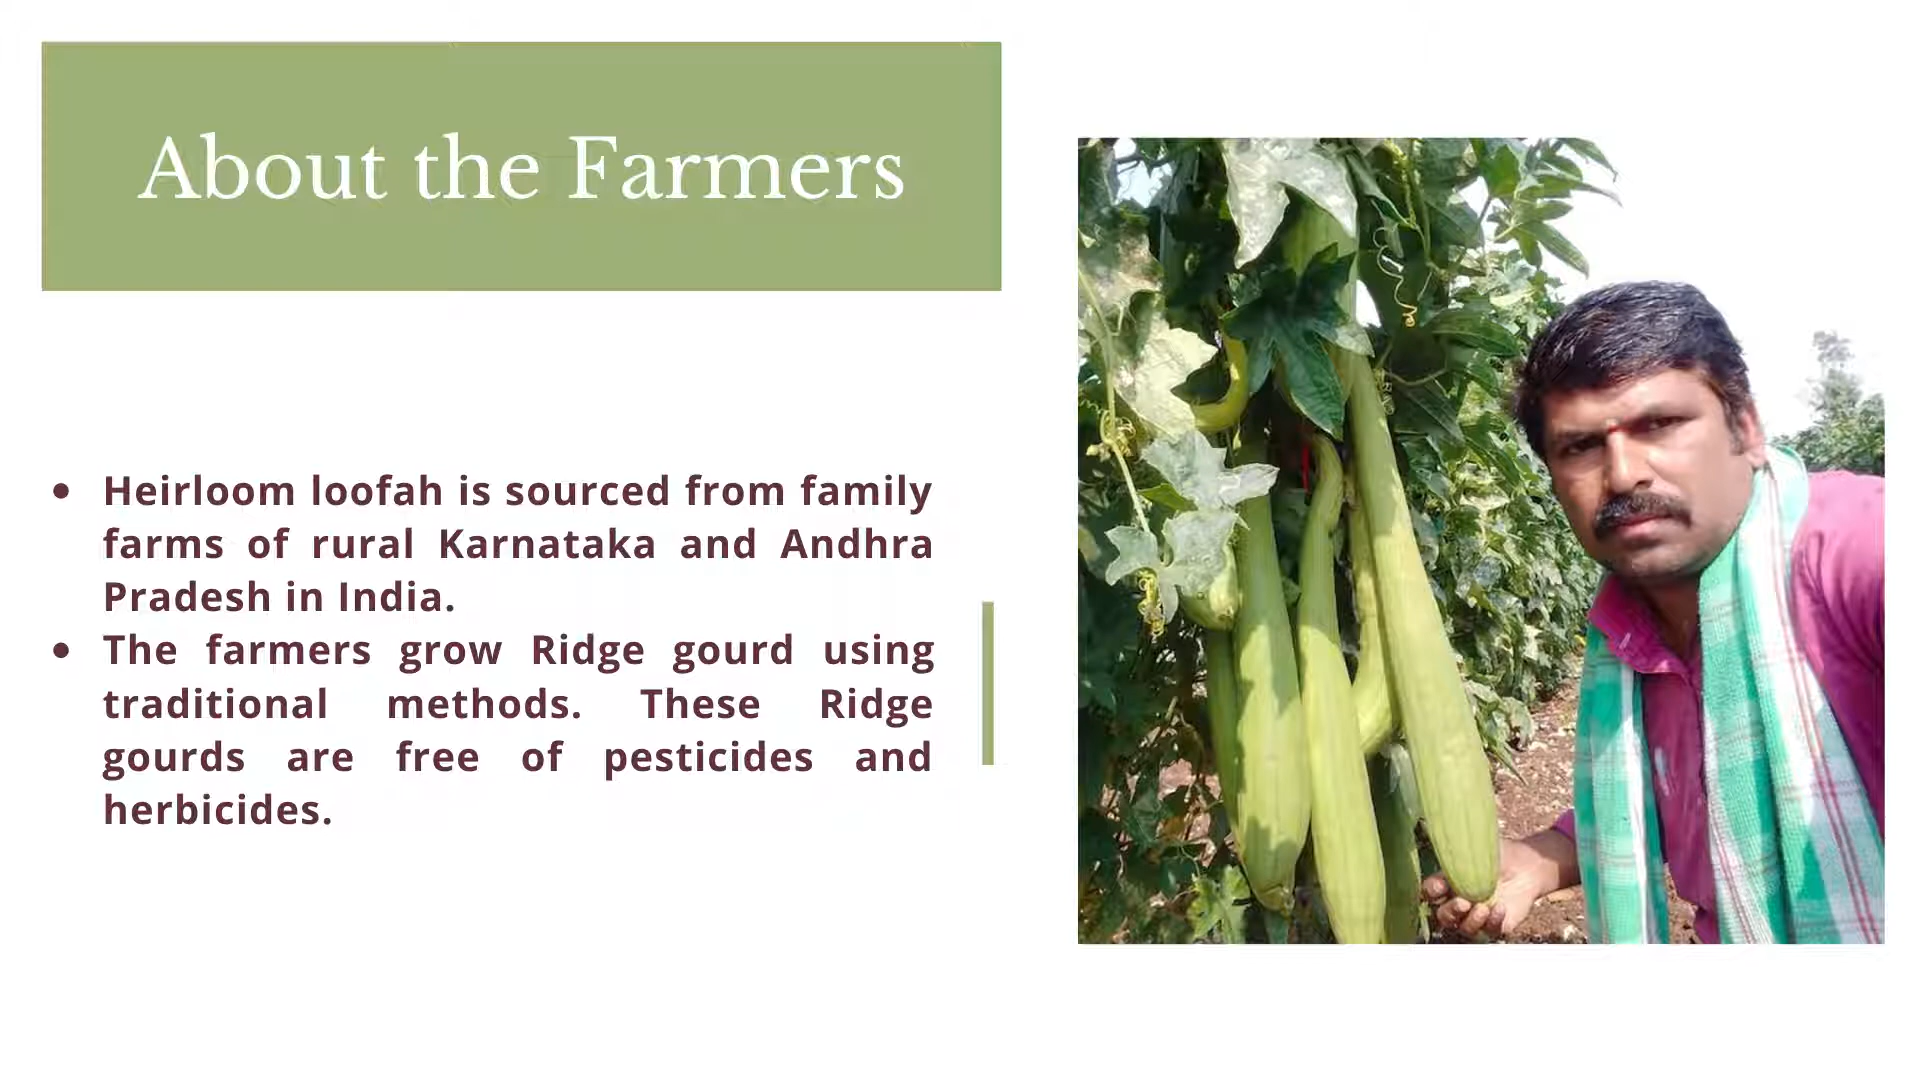 About the Farmers
• Heirloom loofah is sourced from family
farms of rural Karnataka and Andhra
Pradesh in India.
• The farmers grow Ridge gourd using
traditional methods. These Ridge
gourds are free of pesticides and
herbicides.